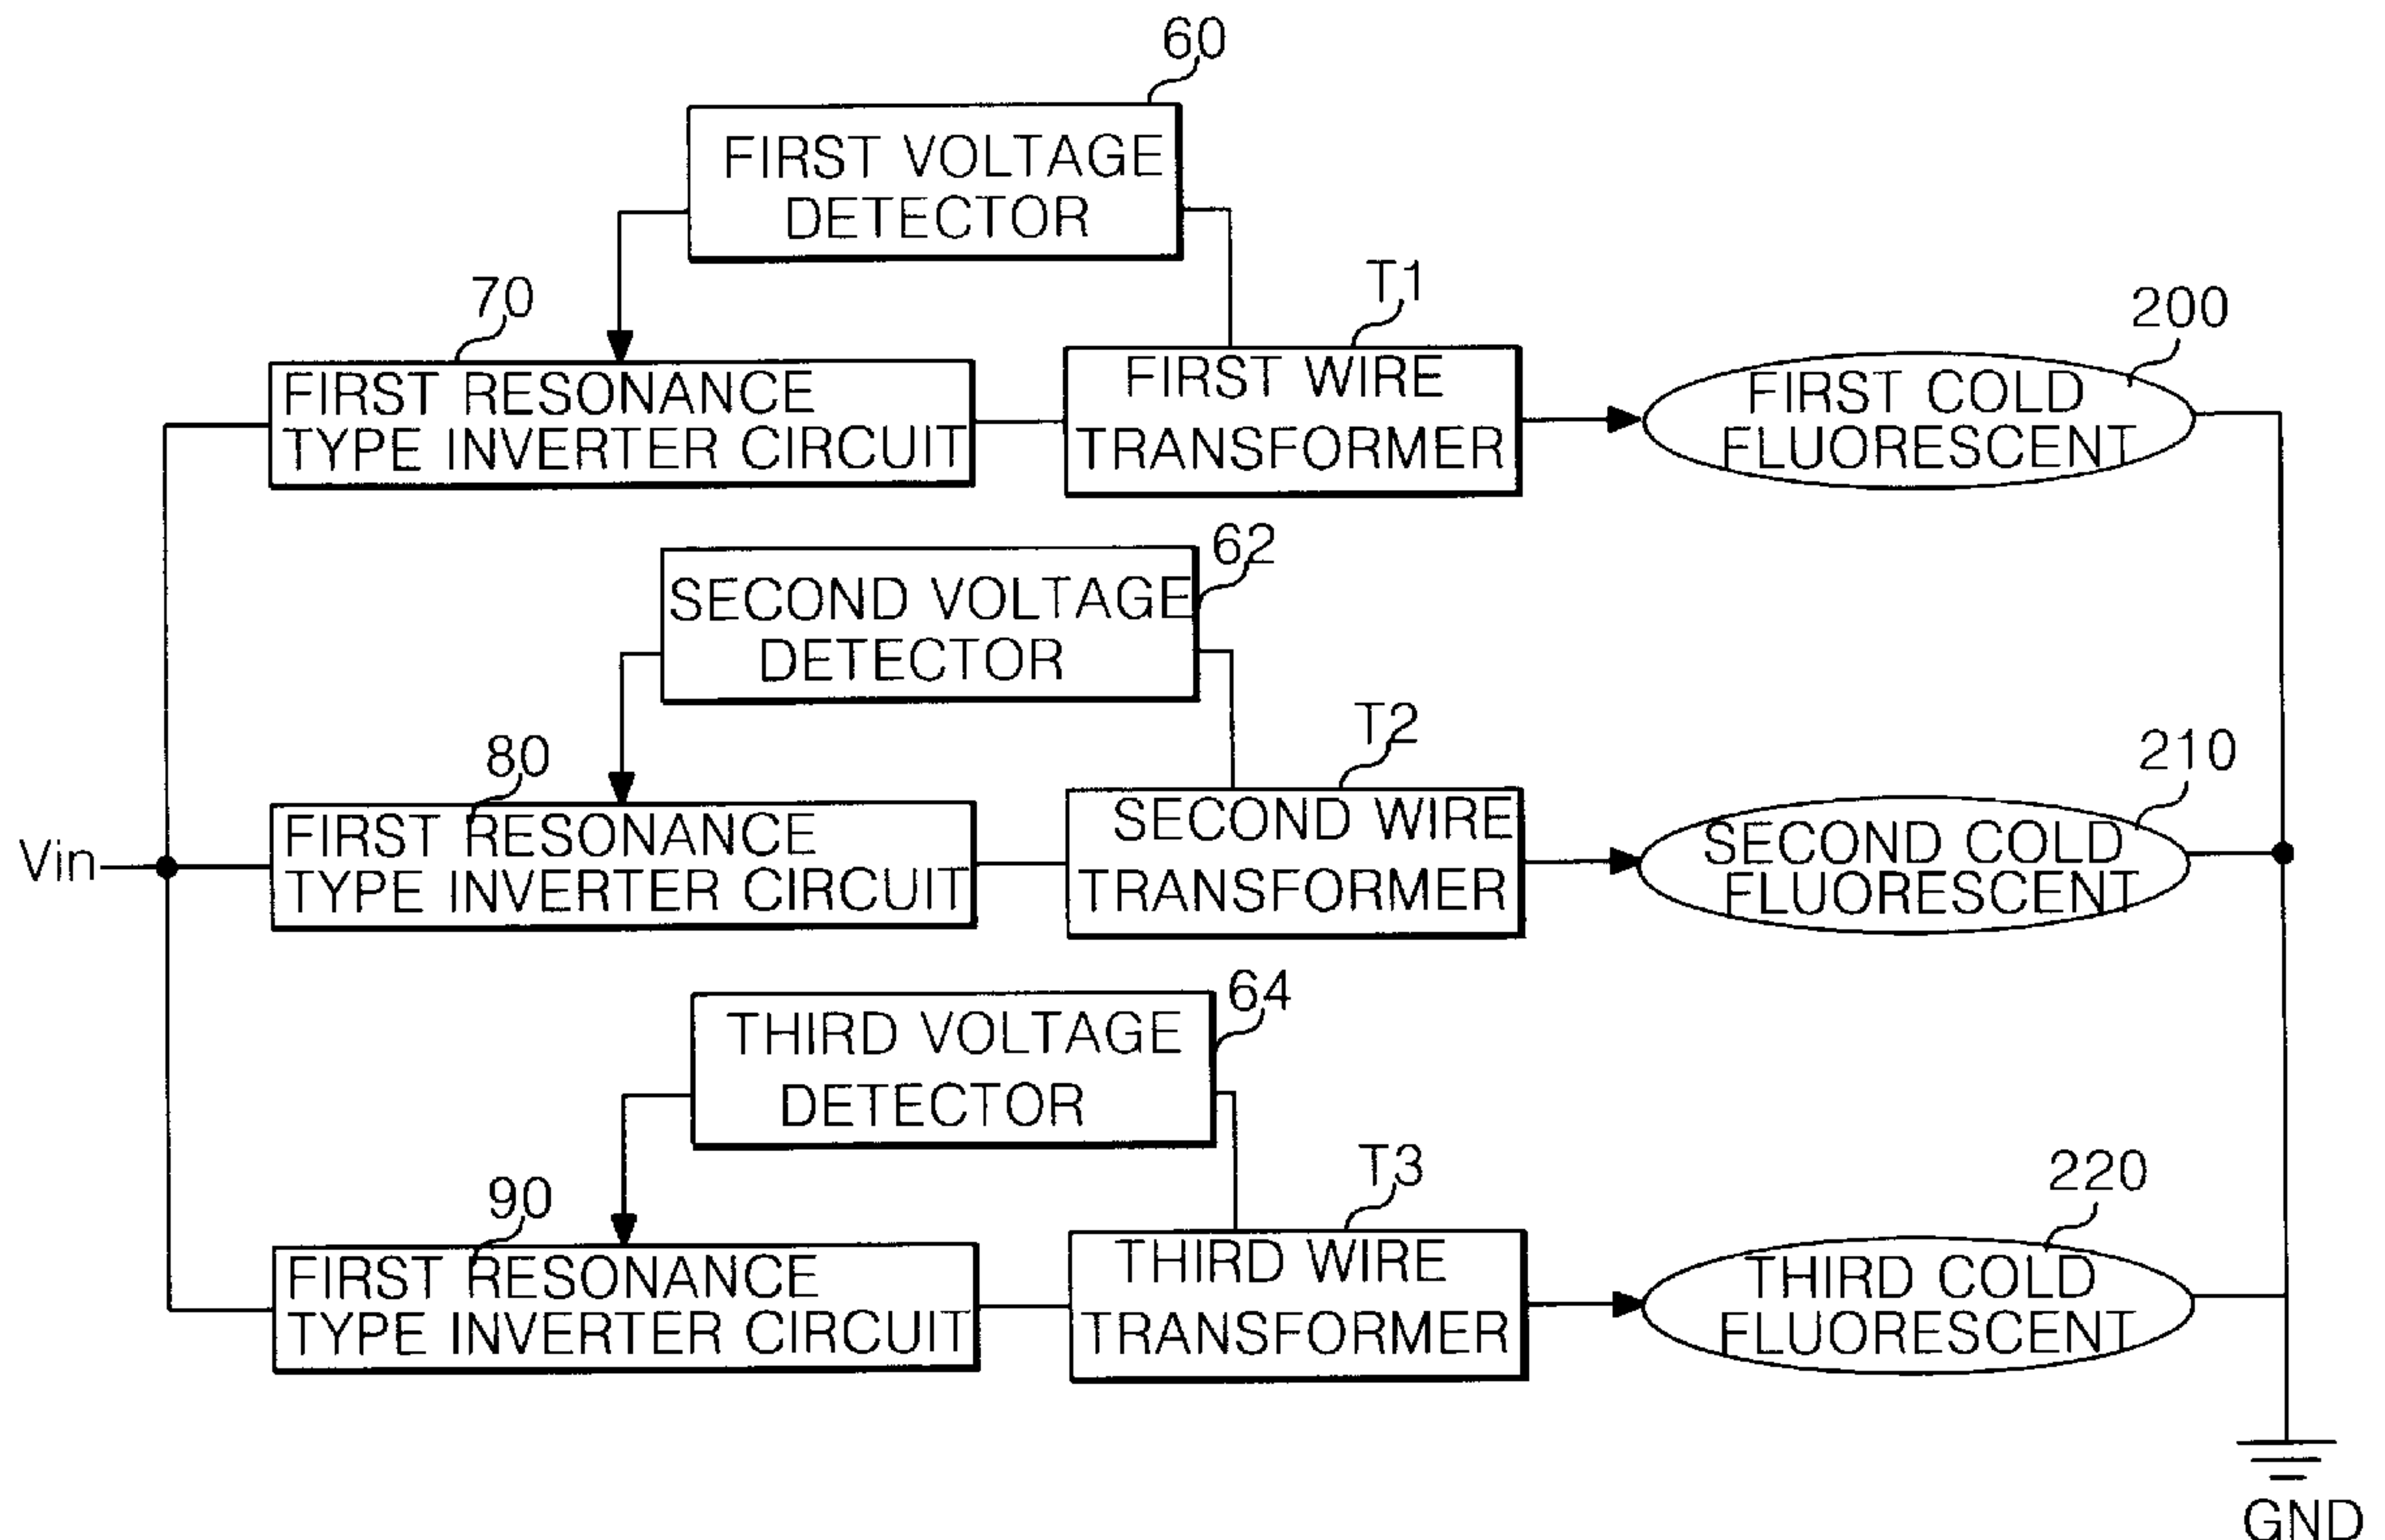 60
FIRST VOLTAGE
DETECTOR
70
T1
200
FIRST RESONANCE
TYPE INVERTER CIRCUIT
FIRST WIRE
TRANSFORMER
FIRST COLD
FLUORESCENT
62
SECOND VOLTAGE
DETECTOR
80
T2
210
Vin
FIRST RESONANCE
TYPE INVERTER CIRCUIT
SECOND WIRE
TRANSFORMER
SECOND COLD
FLUORESCENT
64
THIRD VOLTAGE
DETECTOR
90
T3
220
FIRST RESONANCE
TYPE INVERTER CIRCUIT
THIRD WIRE
TRANSFORMER
THIRD COLD
FLUORESCENT
GND